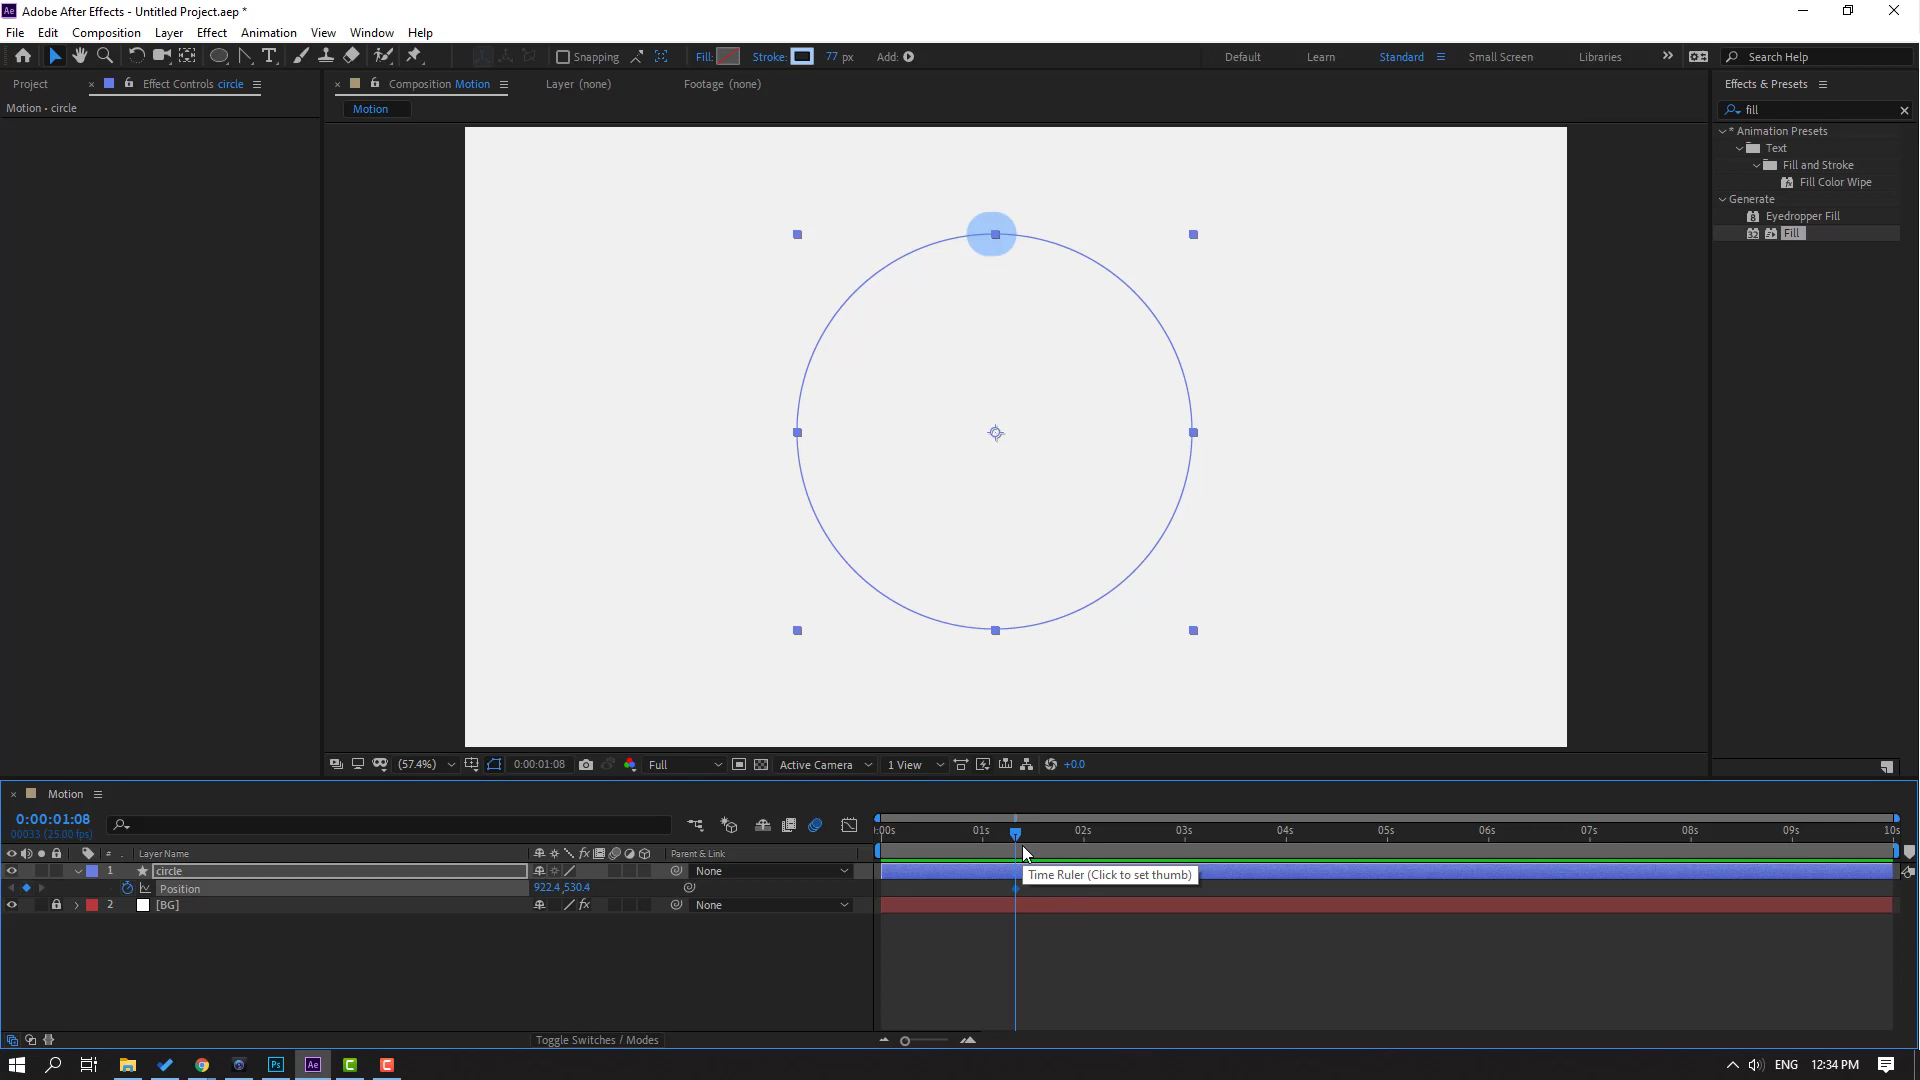 Adobe After Effects - Untitled Project.aep *
File Edit Composition Layer Effect Animation View Window Help
Snapping Fill: Stroke: 77 px Add: Default Learn Standard Small Screen Libraries Search Help
Project Effect Controls circle Composition Motion Layer (none) Footage (none) Effects & Presets
Motion • circle Motion fill
* Animation Presets
Text
Fill and Stroke
Fill Color Wipe
Generate
Eyedropper Fill
Fill
(57.4%) 0:00:01:08 Full Active Camera 1 View +0.0
Motion
0:00:01:08
00033 (25.00 fps)
:00s 01s 02s 03s 04s 05s 06s 07s 08s 09s 10s
# Layer Name Parent & Link
1 circle None
Time Ruler (Click to set thumb)
Position 922.4,530.4
2 [BG] None
Toggle Switches / Modes
Ps Ae C C ENG 12:34 PM